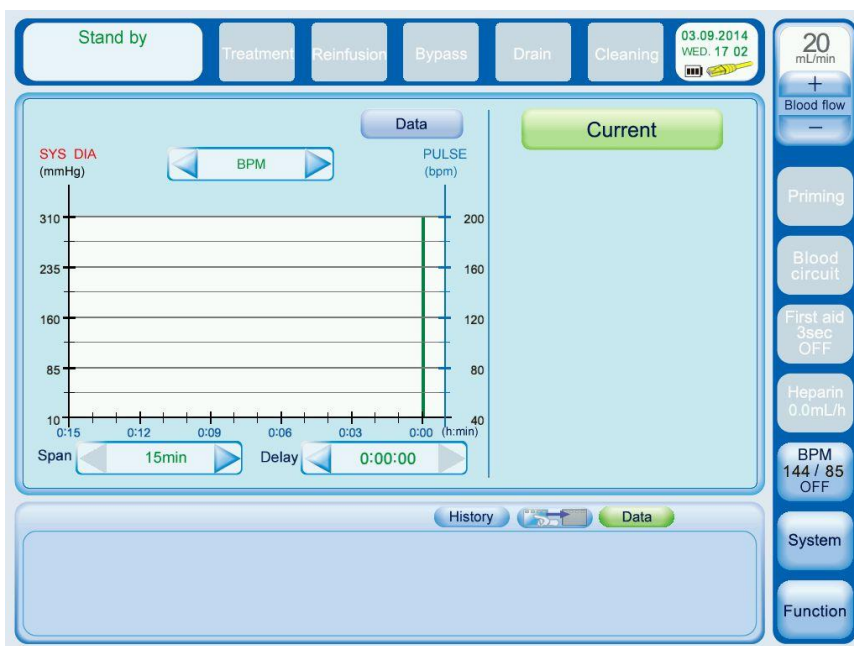 Stand by
Treatment
Reinfusion
Bypass
Drain
Cleaning
03.09.2014
WED. 17 02
20
mL/min
+
Blood flow
−
Data
Current
SYS DIA
(mmHg)
BPM
PULSE
(bpm)
310
200
235
160
160
120
85
80
10
40
0:15 0:12 0:09 0:06 0:03 0:00 (h:min)
Span
15min
Delay
0:00:00
Priming
Blood
circuit
First aid
3sec
OFF
Heparin
0.0mL/h
BPM
144 / 85
OFF
History
Data
System
Function